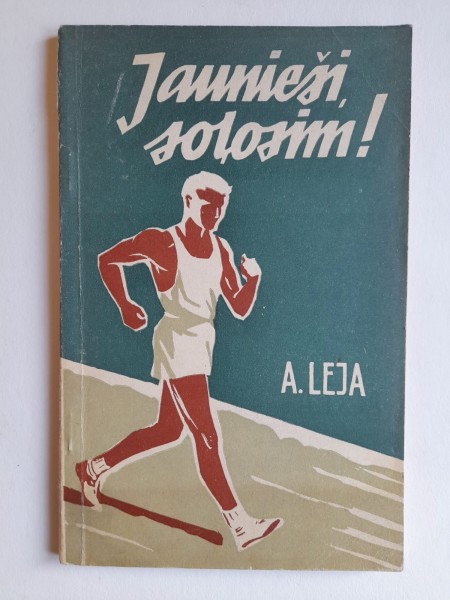 Jaunieši,
soļosim!
A. LEJA